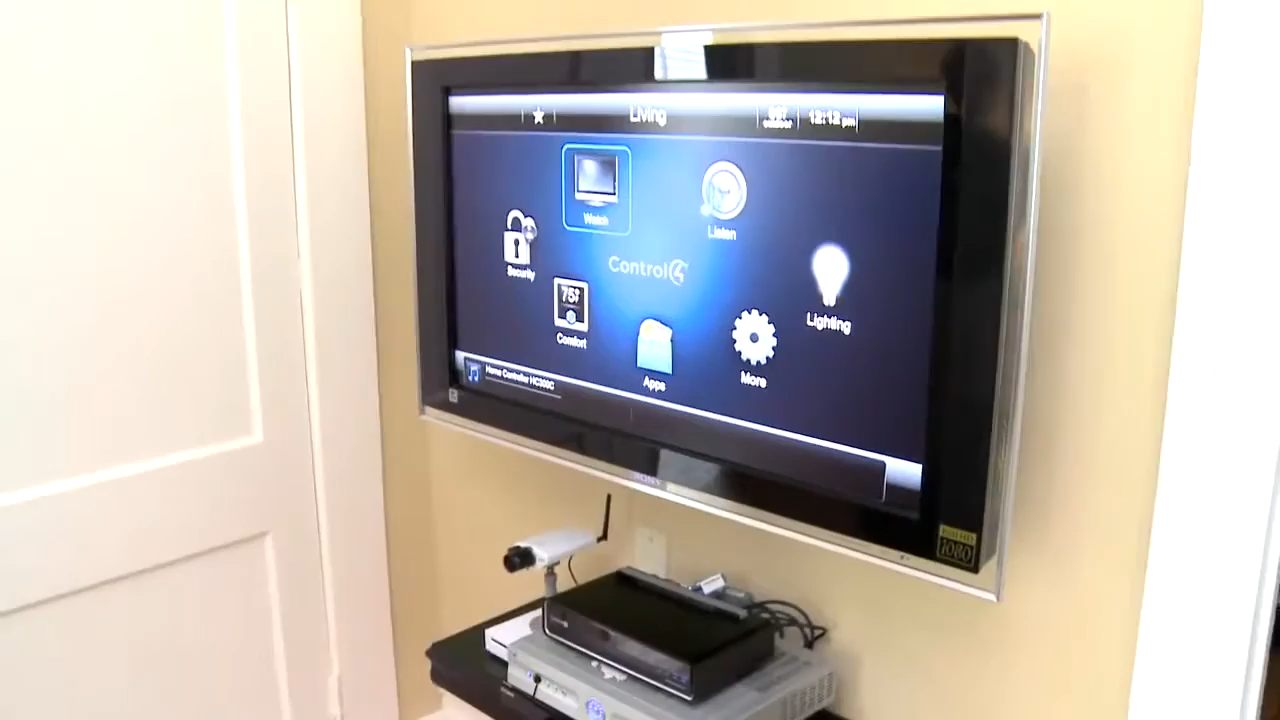 Living
12:12 pm
Watch
Listen
Security
Control4
Lighting
75°
Comfort
Apps
More
Home Controller HC300C
SONY
FULL HD
1080